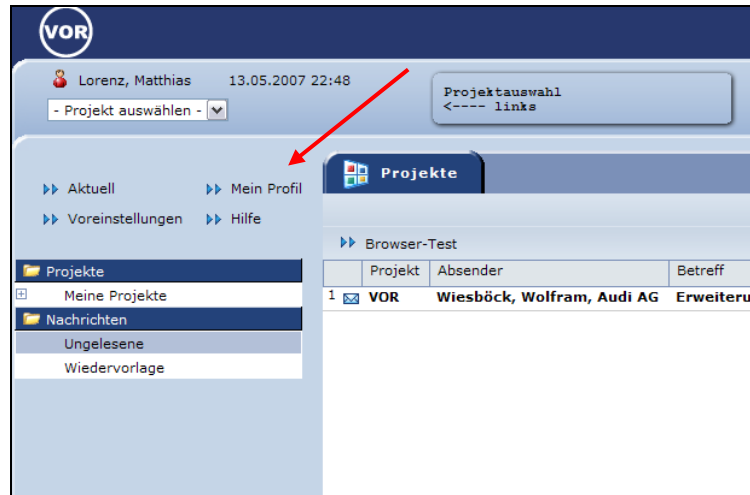 VOR
Lorenz, Matthias 13.05.2007 22:48
- Projekt auswählen -
Projektauswahl
<---- links
Aktuell Mein Profil
Voreinstellungen Hilfe
Projekte
Meine Projekte
Nachrichten
Ungelesene
Wiedervorlage
Projekte
Browser-Test
Projekt Absender Betreff
1 VOR Wiesböck, Wolfram, Audi AG Erweiteru